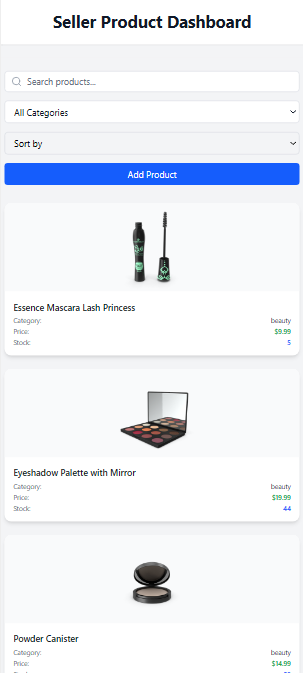 Seller Product Dashboard
Search products...
All Categories
Sort by
Add Product
Essence Mascara Lash Princess
Category: beauty
Price: $9.99
Stock: 5
Eyeshadow Palette with Mirror
Category: beauty
Price: $19.99
Stock: 44
Powder Canister
Category: beauty
Price: $14.99